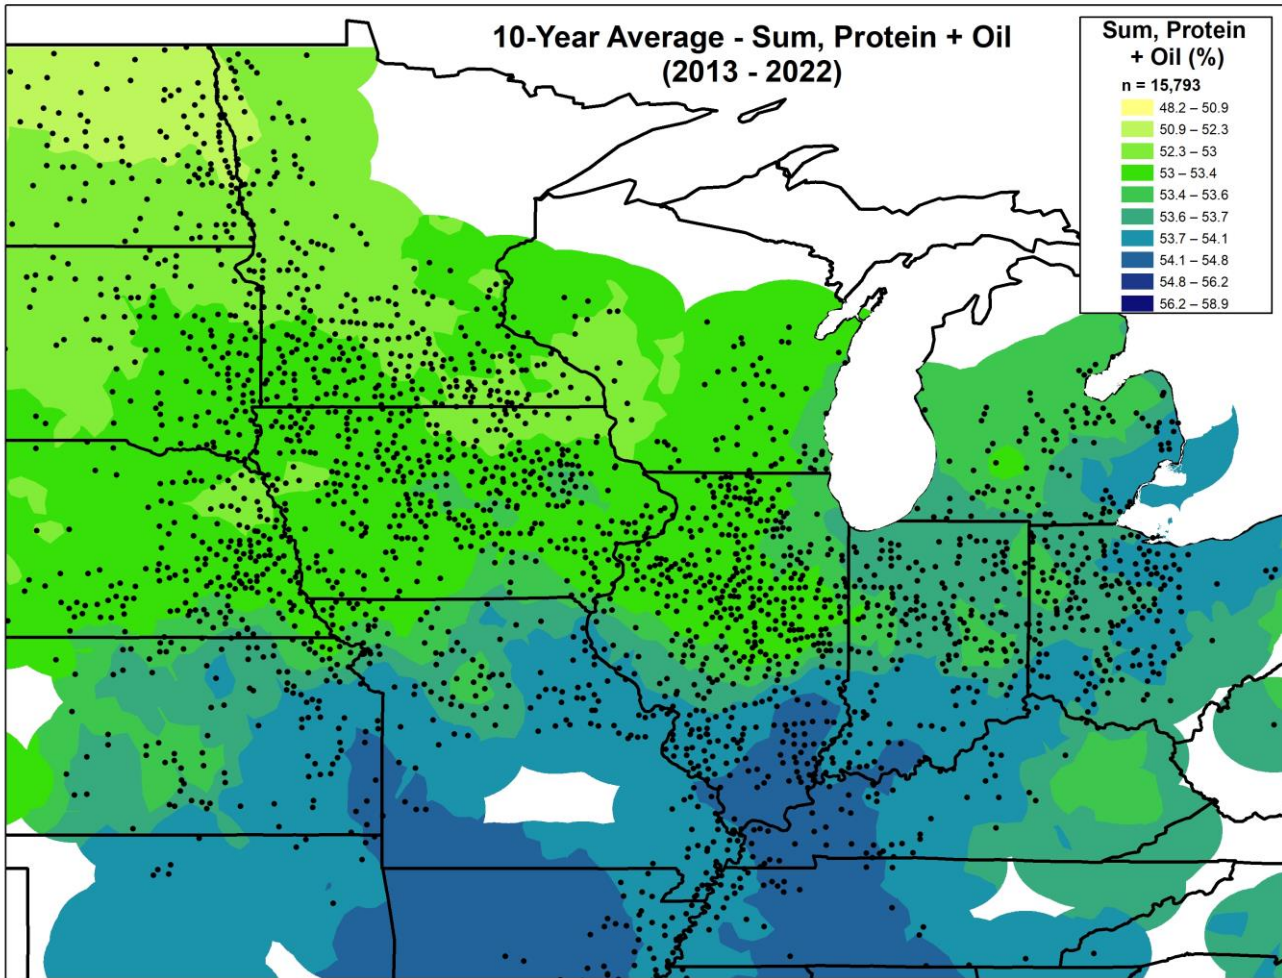 10-Year Average - Sum, Protein + Oil
(2013 - 2022)
Sum, Protein
+ Oil (%)
n = 15,793
48.2 – 50.9
50.9 – 52.3
52.3 – 53
53 – 53.4
53.4 – 53.6
53.6 – 53.7
53.7 – 54.1
54.1 – 54.8
54.8 – 56.2
56.2 – 58.9